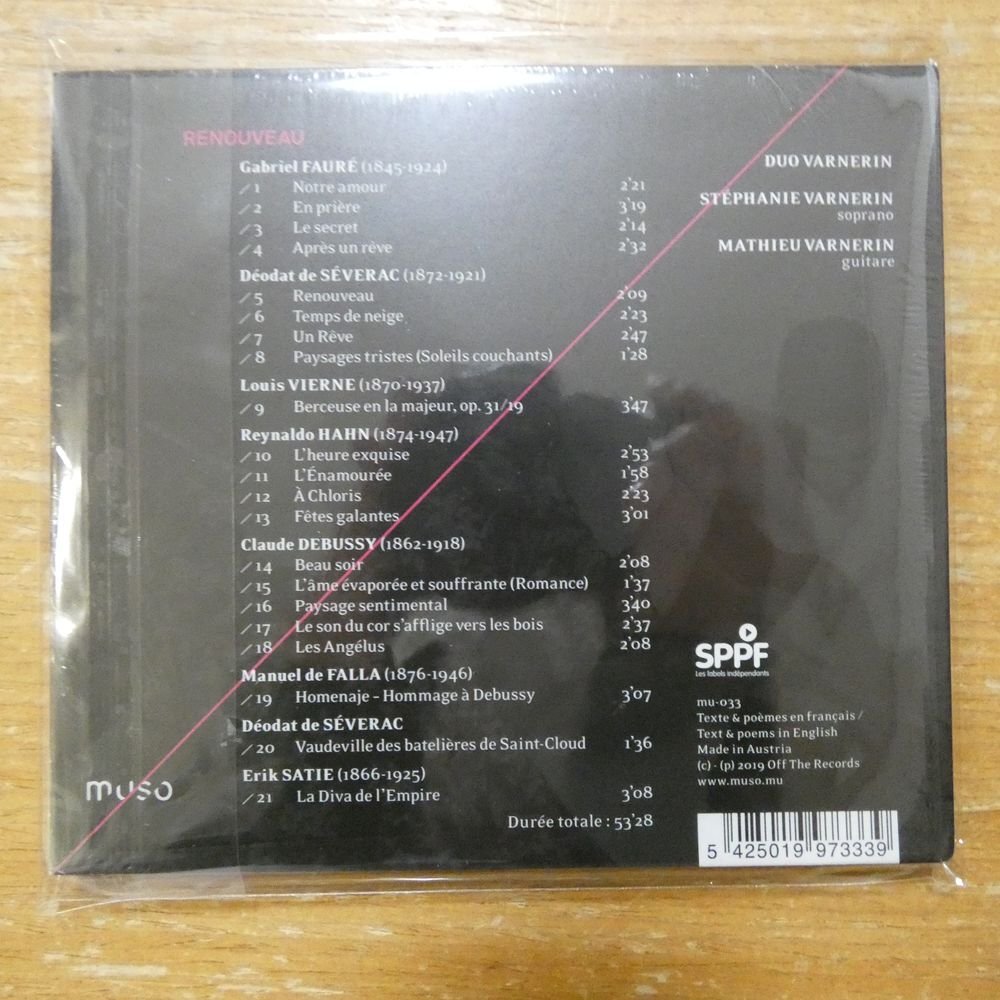 RENOUVEAU
Gabriel FAURÉ (1845-1924)
/1 Notre amour 2'21
/2 En prière 3'19
/3 Le secret 2'14
/4 Après un rêve 2'32
Déodat de SÉVERAC (1872-1921)
/5 Renouveau 2'09
/6 Temps de neige 2'23
/7 Un Rêve 2'47
/8 Paysages tristes (Soleils couchants) 1'28
Louis VIERNE (1870-1937)
/9 Berceuse en la majeur, op. 31/19 3'47
Reynaldo HAHN (1874-1947)
/10 L'heure exquise 2'53
/11 L'Énamourée 1'58
/12 À Chloris 2'23
/13 Fêtes galantes 3'01
Claude DEBUSSY (1862-1918)
/14 Beau soir 2'08
/15 L'âme évaporée et souffrante (Romance) 1'37
/16 Paysage sentimental 3'40
/17 Le son du cor s'afflige vers les bois 2'37
/18 Les Angélus 2'08
Manuel de FALLA (1876-1946)
/19 Homenaje - Hommage à Debussy 3'07
Déodat de SÉVERAC
/20 Vaudeville des batelières de Saint-Cloud 1'36
Erik SATIE (1866-1925)
/21 La Diva de l'Empire 3'08
Durée totale : 53'28
muso
DUO VARNERIN
STÉPHANIE VARNERIN
soprano
MATHIEU VARNERIN
guitare
SPPF
Les labels indépendants
mu-033
Texte & poèmes en français /
Text & poems in English
Made in Austria
(c) - (p) 2019 Off The Records
www.muso.mu
5 425019 973339